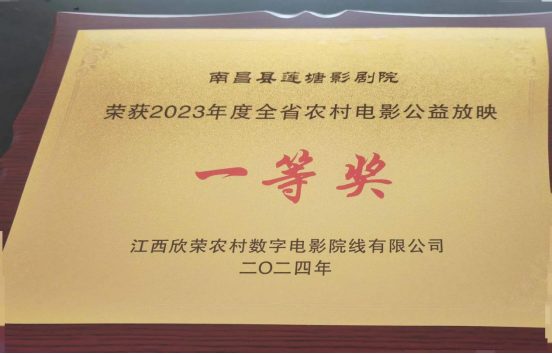 南昌县莲塘影剧院
荣获2023年度全省农村电影公益放映
一等奖
江西欣荣农村数字电影院线有限公司
二〇二四年